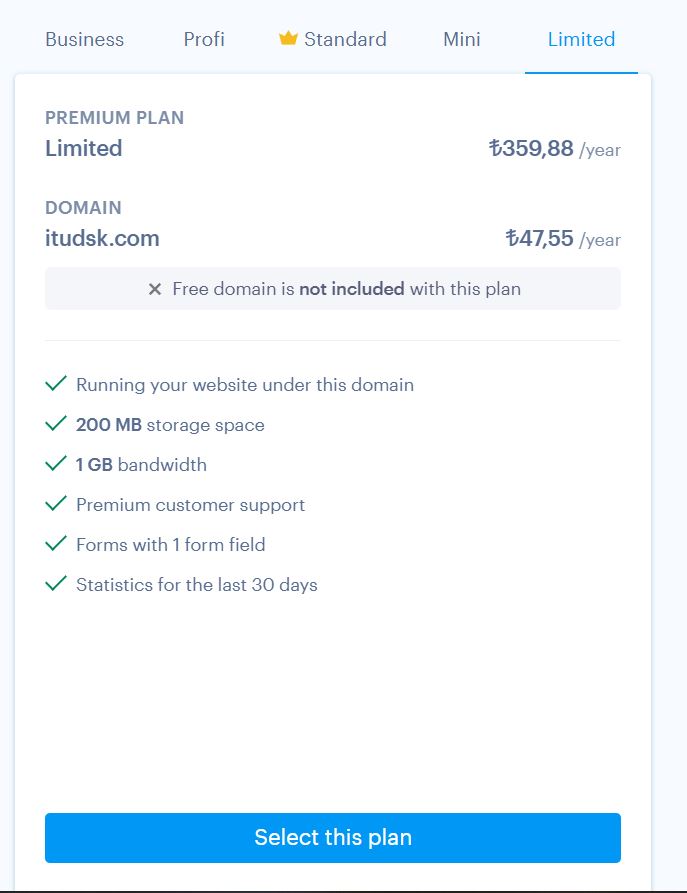 Business Profi Standard Mini Limited
PREMIUM PLAN
Limited ₺359,88 /year
DOMAIN
itudsk.com ₺47,55 /year
× Free domain is not included with this plan
Running your website under this domain
200 MB storage space
1 GB bandwidth
Premium customer support
Forms with 1 form field
Statistics for the last 30 days
Select this plan